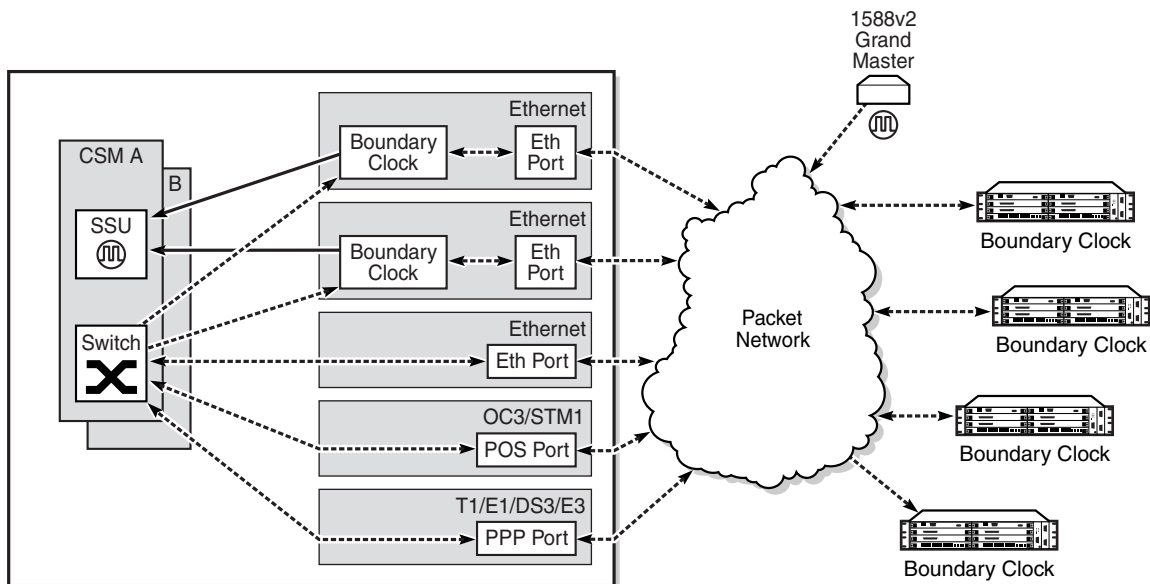 1588v2
Grand
Master
CSM A
B
SSU
Switch
Ethernet
Boundary
Clock
Eth
Port
Ethernet
Boundary
Clock
Eth
Port
Ethernet
Eth Port
OC3/STM1
POS Port
T1/E1/DS3/E3
PPP Port
Packet
Network
Boundary Clock
Boundary Clock
Boundary Clock
Boundary Clock